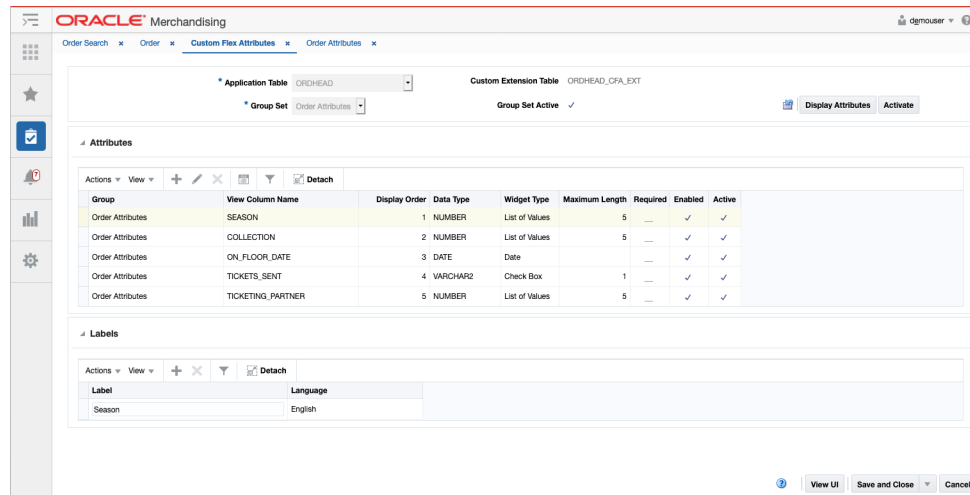 ORACLE Merchandising demouser
Order Search × Order × Custom Flex Attributes × Order Attributes ×
* Application Table ORDHEAD Custom Extension Table ORDHEAD_CFA_EXT
* Group Set Order Attributes Group Set Active ✓ Display Attributes Activate
Attributes
Actions View Detach
Group View Column Name Display Order Data Type Widget Type Maximum Length Required Enabled Active
Order Attributes SEASON 1 NUMBER List of Values 5 __ ✓ ✓
Order Attributes COLLECTION 2 NUMBER List of Values 5 __ ✓ ✓
Order Attributes ON_FLOOR_DATE 3 DATE Date __ ✓ ✓
Order Attributes TICKETS_SENT 4 VARCHAR2 Check Box 1 __ ✓ ✓
Order Attributes TICKETING_PARTNER 5 NUMBER List of Values 5 __ ✓ ✓
Labels
Actions View Detach
Label Language
Season English
? View UI Save and Close Cancel